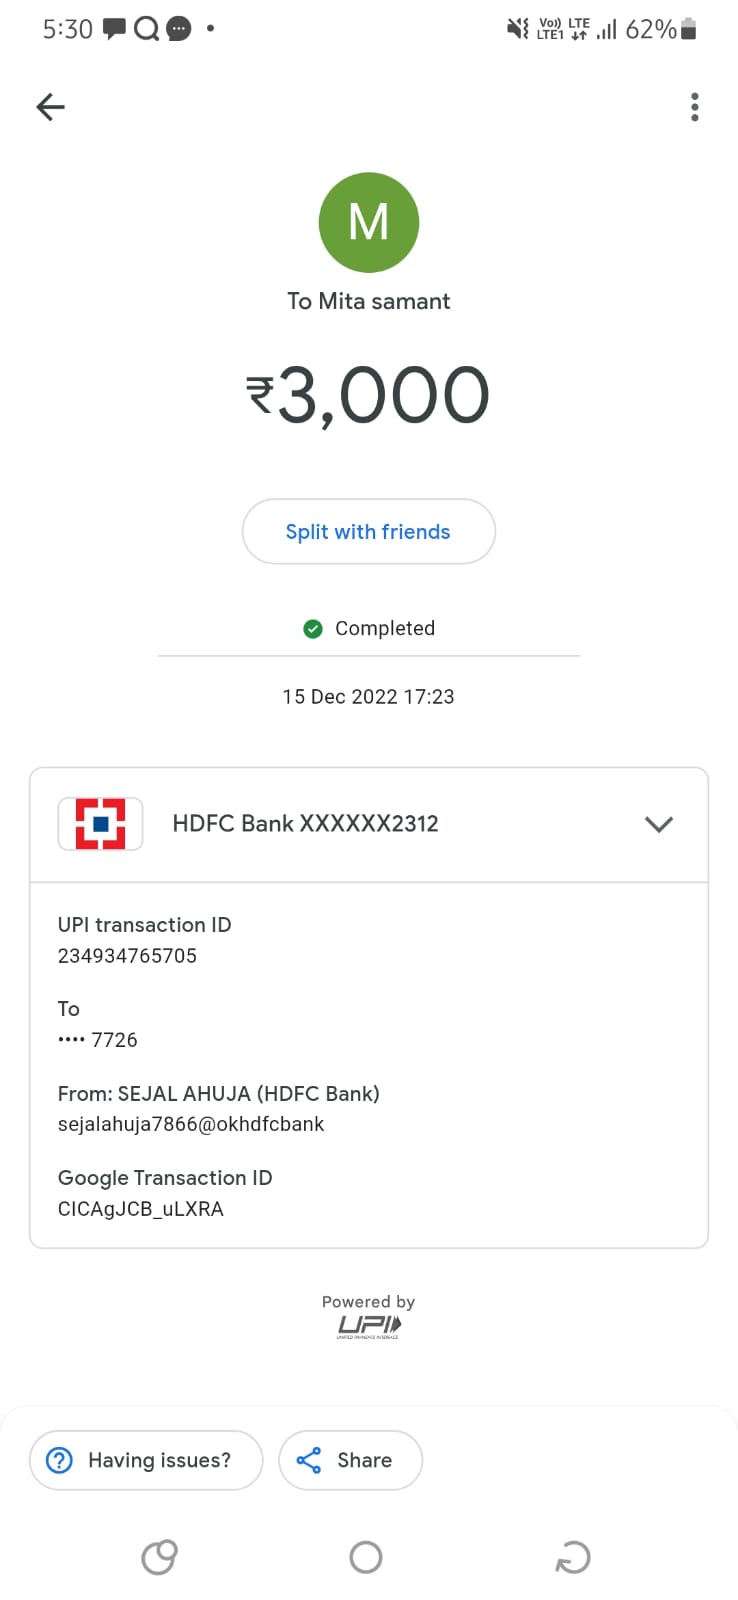 5:30
Vo)) LTE
LTE1
62%
M
To Mita samant
₹3,000
Split with friends
Completed
15 Dec 2022 17:23
HDFC Bank XXXXXX2312
UPI transaction ID
234934765705
To
•••• 7726
From: SEJAL AHUJA (HDFC Bank)
sejalahuja7866@okhdfcbank
Google Transaction ID
CICAgJCB_uLXRA
Powered by
UPI
UNIFIED PAYMENTS INTERFACE
Having issues?
Share